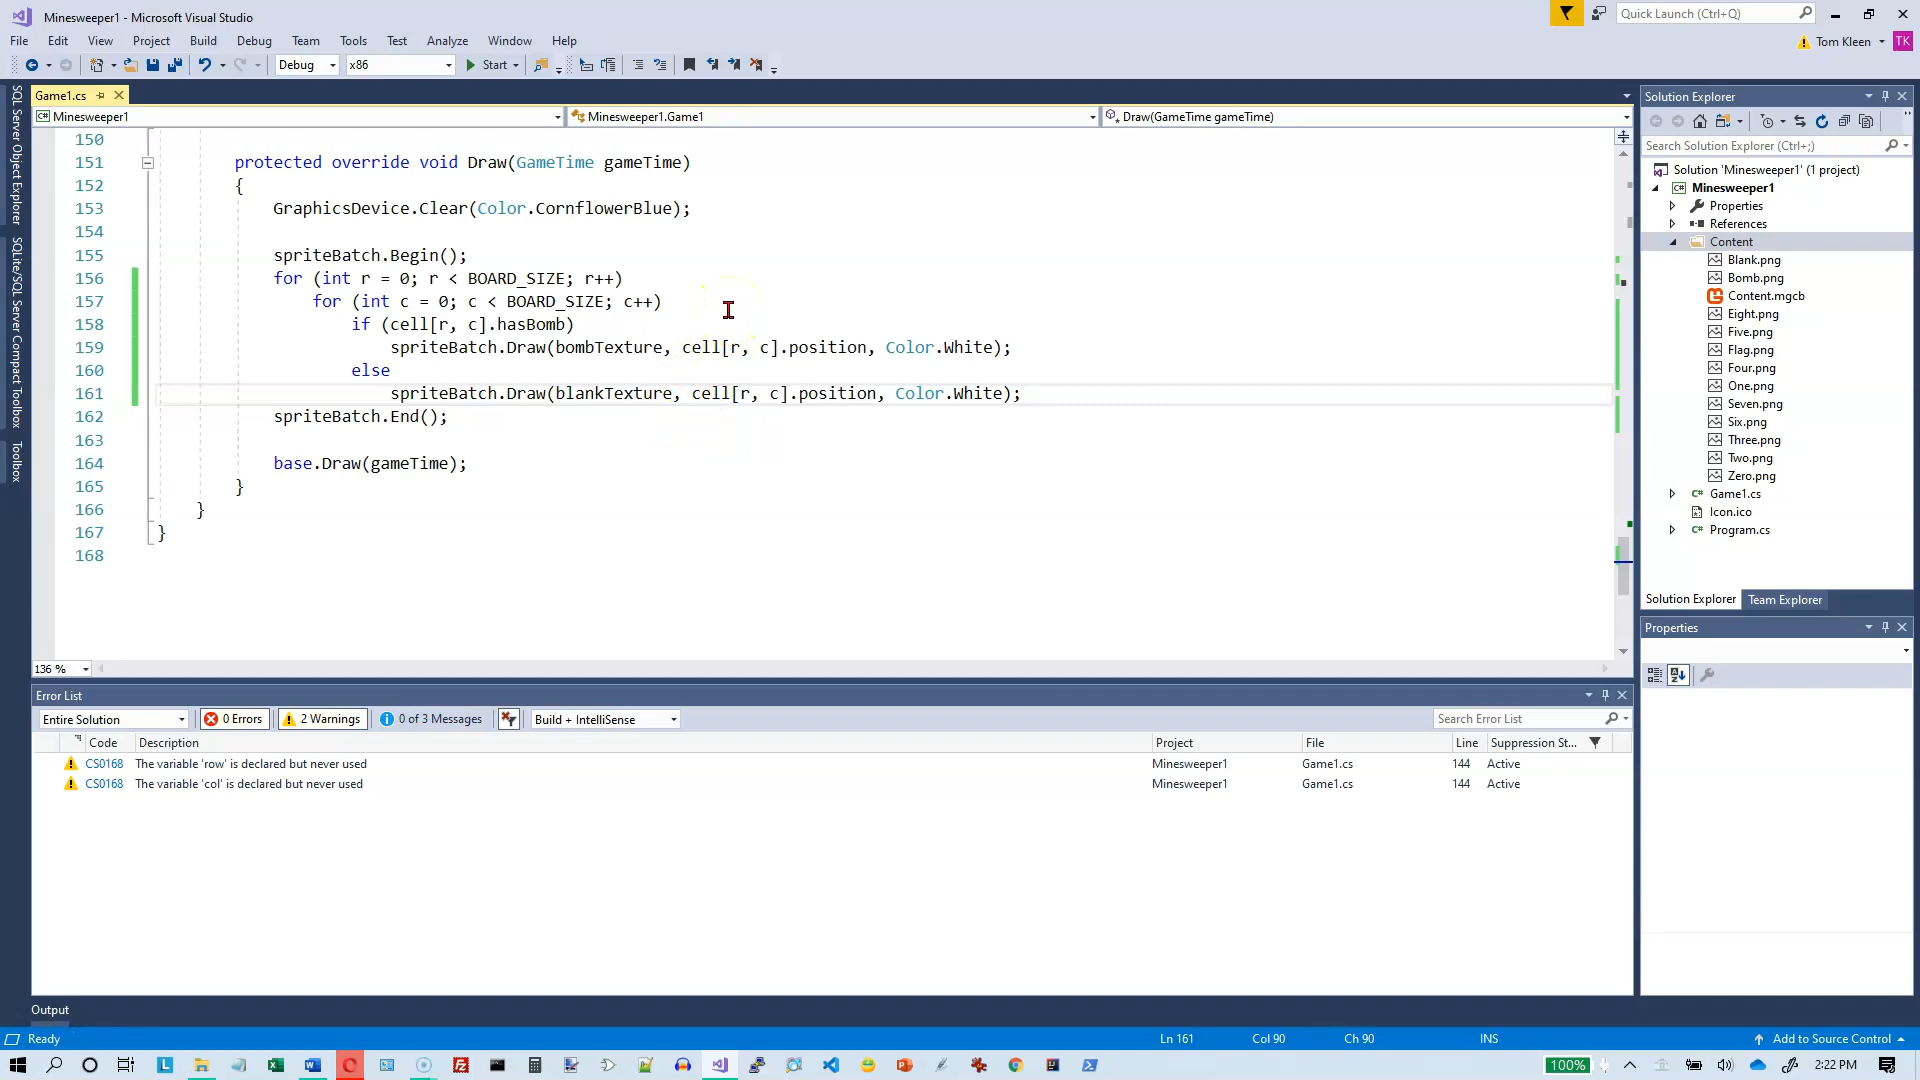 Minesweeper1 - Microsoft Visual Studio
Quick Launch (Ctrl+Q)
File Edit View Project Build Debug Team Tools Test Analyze Window Help
Tom Kleen TK
Debug x86 Start
Game1.cs
Minesweeper1 Minesweeper1.Game1 Draw(GameTime gameTime)
SQL Server Object Explorer
SQLite/SQL Server Compact Toolbox
Toolbox
150
151 protected override void Draw(GameTime gameTime)
152 {
153 GraphicsDevice.Clear(Color.CornflowerBlue);
154
155 spriteBatch.Begin();
156 for (int r = 0; r < BOARD_SIZE; r++)
157 for (int c = 0; c < BOARD_SIZE; c++)
158 if (cell[r, c].hasBomb)
159 spriteBatch.Draw(bombTexture, cell[r, c].position, Color.White);
160 else
161 spriteBatch.Draw(blankTexture, cell[r, c].position, Color.White);
162 spriteBatch.End();
163
164 base.Draw(gameTime);
165 }
166 }
167 }
168
136 %
Solution Explorer
Search Solution Explorer (Ctrl+;)
Solution 'Minesweeper1' (1 project)
Minesweeper1
Properties
References
Content
Blank.png
Bomb.png
Content.mgcb
Eight.png
Five.png
Flag.png
Four.png
One.png
Seven.png
Six.png
Three.png
Two.png
Zero.png
Game1.cs
Icon.ico
Program.cs
Solution Explorer Team Explorer
Properties
Error List
Entire Solution 0 Errors 2 Warnings 0 of 3 Messages Build + IntelliSense Search Error List
Code Description Project File Line Suppression St...
CS0168 The variable 'row' is declared but never used Minesweeper1 Game1.cs 144 Active
CS0168 The variable 'col' is declared but never used Minesweeper1 Game1.cs 144 Active
Output
Ready Ln 161 Col 90 Ch 90 INS Add to Source Control
100% 2:22 PM